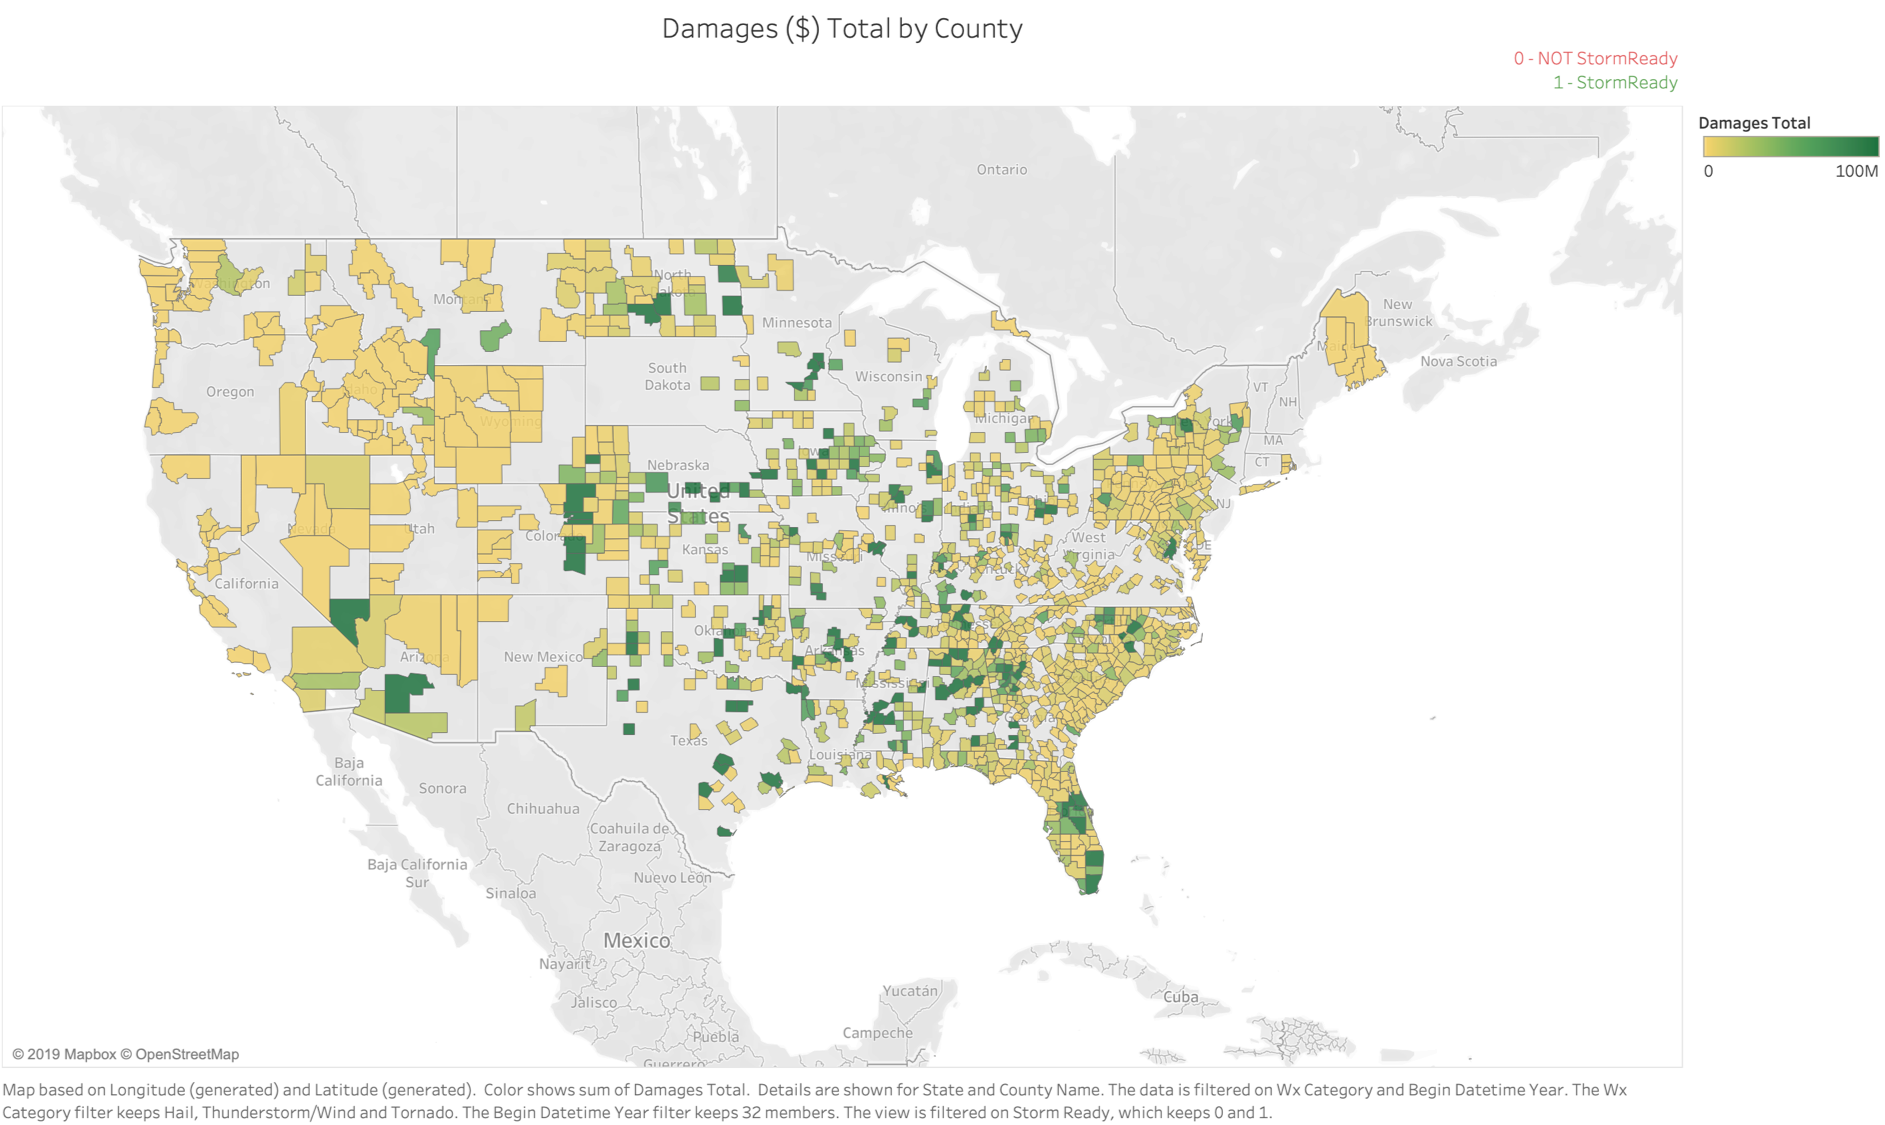 Damages ($) Total by County
0 - NOT StormReady
1 - StormReady
Damages Total
0
100M
Ontario
New
Brunswick
Nova Scotia
Washington
Montana
North
Dakota
Minnesota
VT
NH
Oregon
Idaho
South
Dakota
Wisconsin
Michigan
MA
CT
Wyoming
Iowa
Nebraska
United
States
NJ
Nevada
Utah
Colorado
Kansas
West
Virginia
DE
California
Kentucky
Arizona
New Mexico
Oklahoma
Arkansas
Mississippi
Georgia
Texas
Louisiana
Baja
California
Sonora
Chihuahua
Coahuila de
Zaragoza
Baja California
Sur
Sinaloa
Nuevo León
Mexico
Nayarit
Yucatán
Cuba
Jalisco
Campeche
Puebla
Guerrero
© 2019 Mapbox © OpenStreetMap
Map based on Longitude (generated) and Latitude (generated).  Color shows sum of Damages Total.  Details are shown for State and County Name. The data is filtered on Wx Category and Begin Datetime Year. The Wx
Category filter keeps Hail, Thunderstorm/Wind and Tornado. The Begin Datetime Year filter keeps 32 members. The view is filtered on Storm Ready, which keeps 0 and 1.